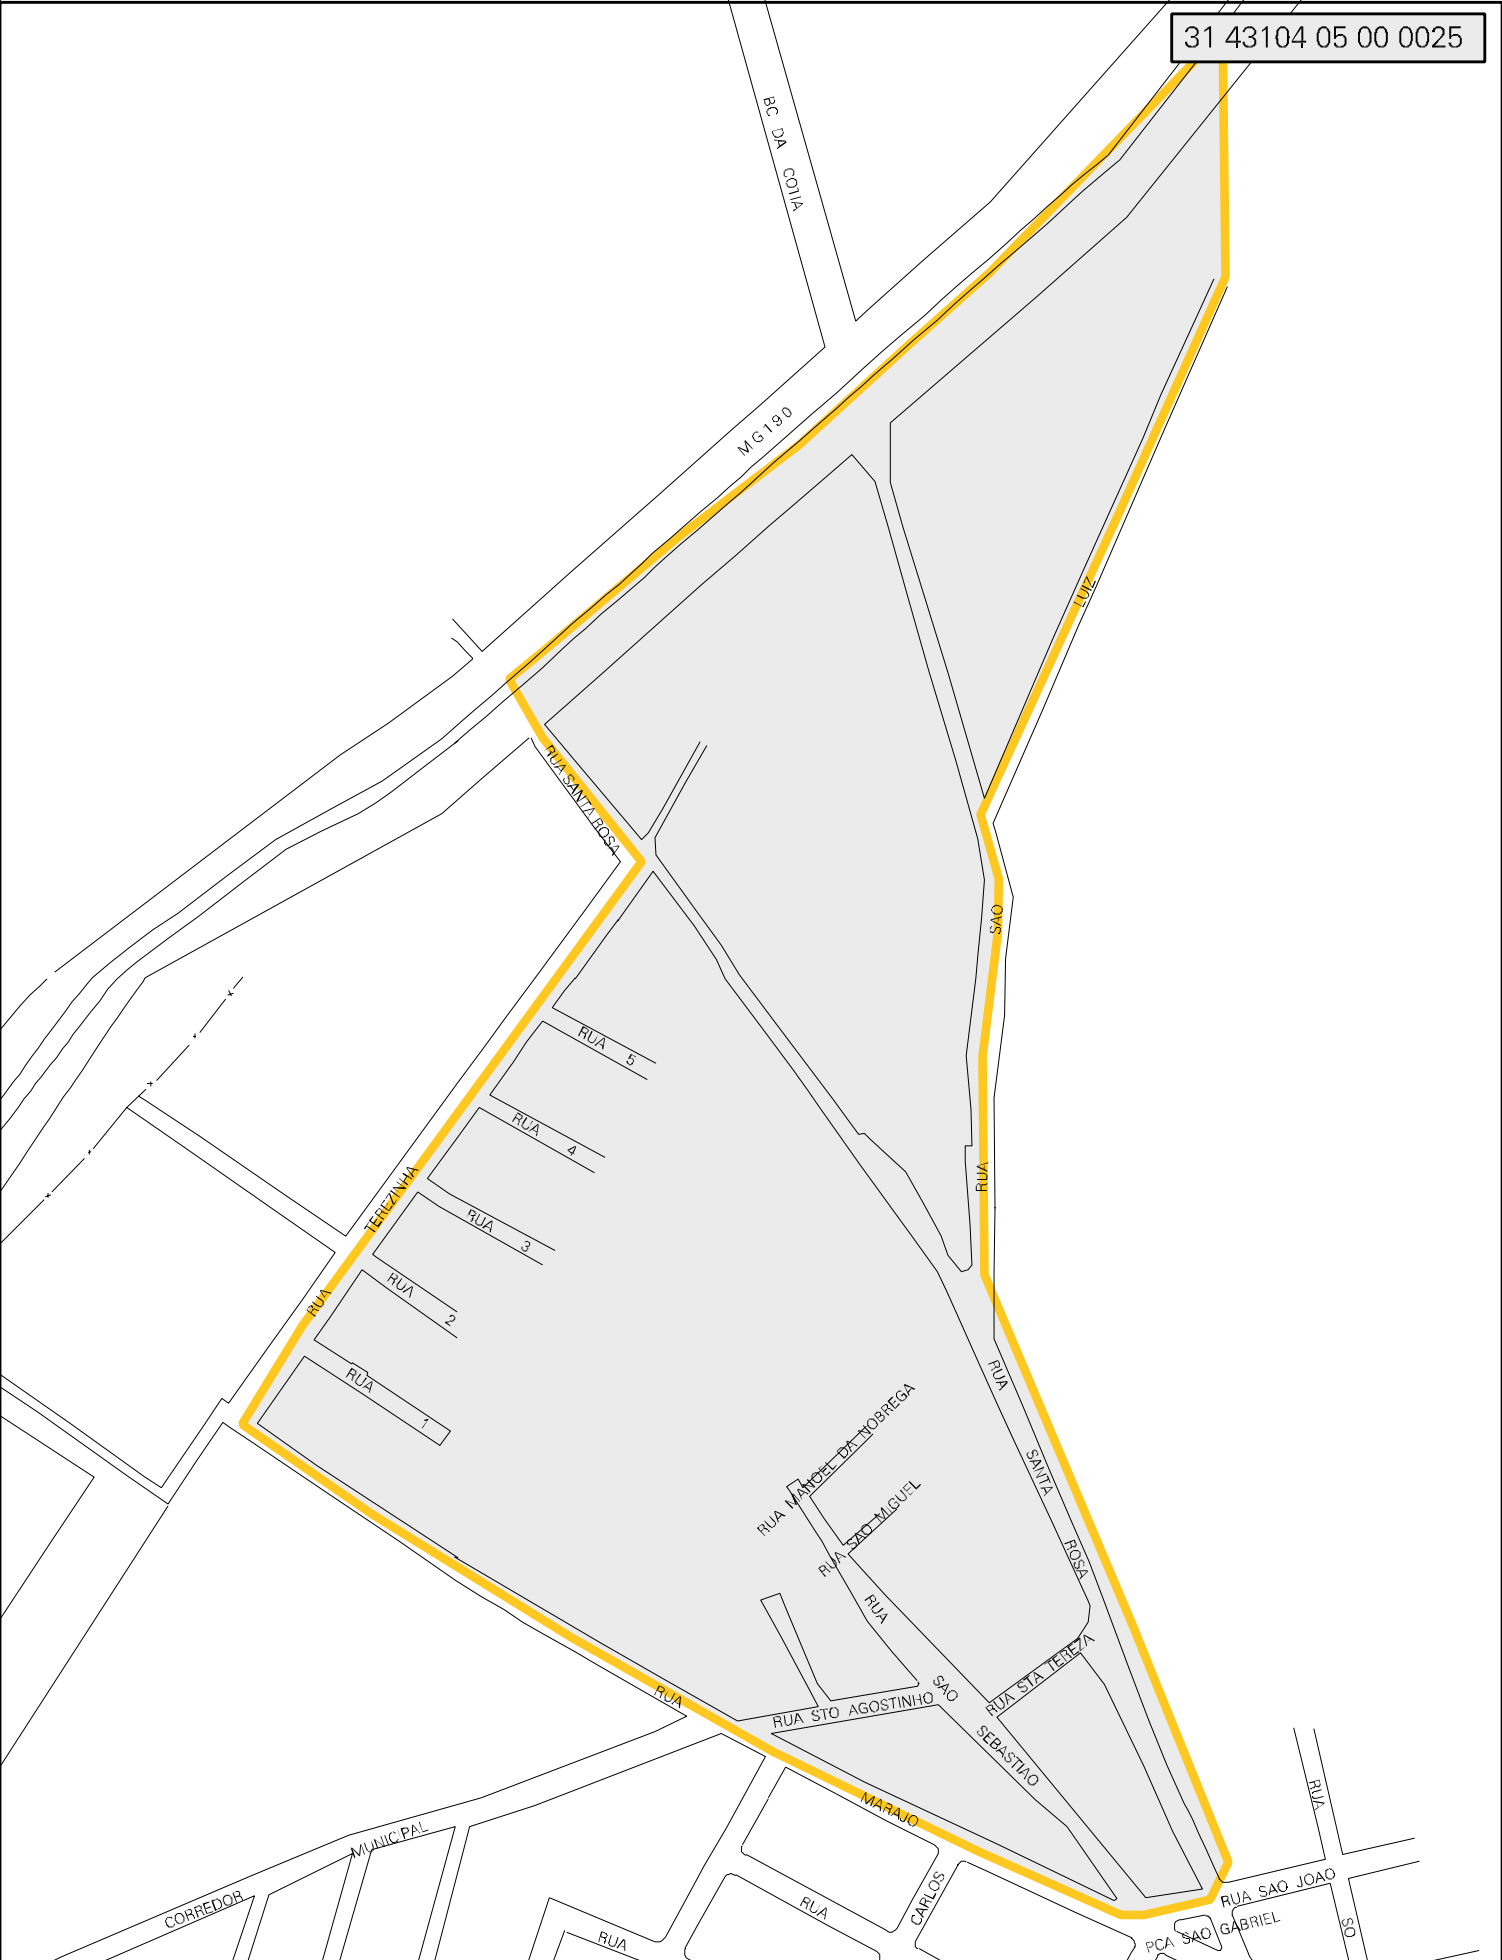 31 43104 05 00 0025
BC DA COTIA
MG190
LUIZ
RUA SANTA ROSA
SAO
RUA 5
RUA 4
RUA
TEREZINHA
RUA 3
RUA 2
RUA
RUA 1
RUA
SANTA
ROSA
RUA MANOEL DA NOBREGA
RUA SAO MIGUEL
RUA
SAO
SEBASTIAO
RUA STA TEREZA
RUA STO AGOSTINHO
RUA
MARAJO
MUNICIPAL
CORREDOR
CARLOS
RUA
RUA
RUA
RUA SAO JOAO
PCA SAO GABRIEL
SO